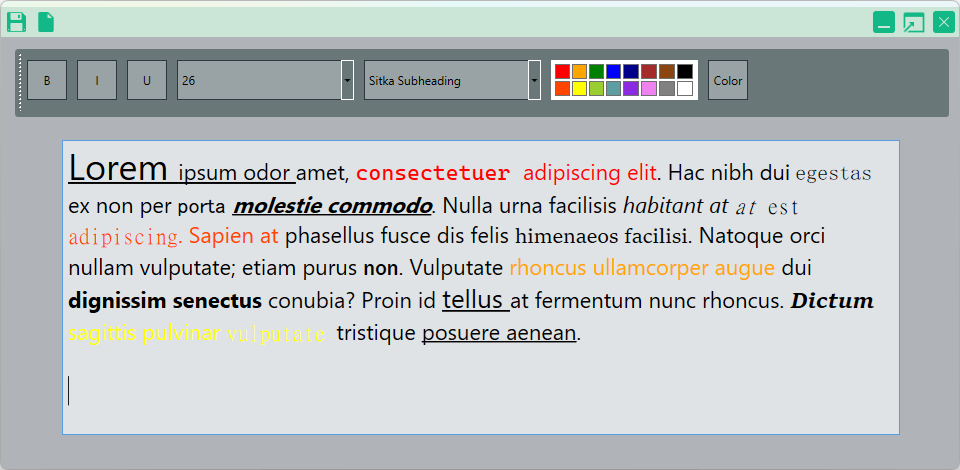 B I U 26 Sitka Subheading Color
Lorem ipsum odor amet, consectetuer adipiscing elit. Hac nibh dui egestas
ex non per porta molestie commodo. Nulla urna facilisis habitant at at est
adipiscing. Sapien at phasellus fusce dis felis himenaeos facilisi. Natoque orci
nullam vulputate; etiam purus non. Vulputate rhoncus ullamcorper augue dui
dignissim senectus conubia? Proin id tellus at fermentum nunc rhoncus. Dictum
sagittis pulvinar vulputate tristique posuere aenean.